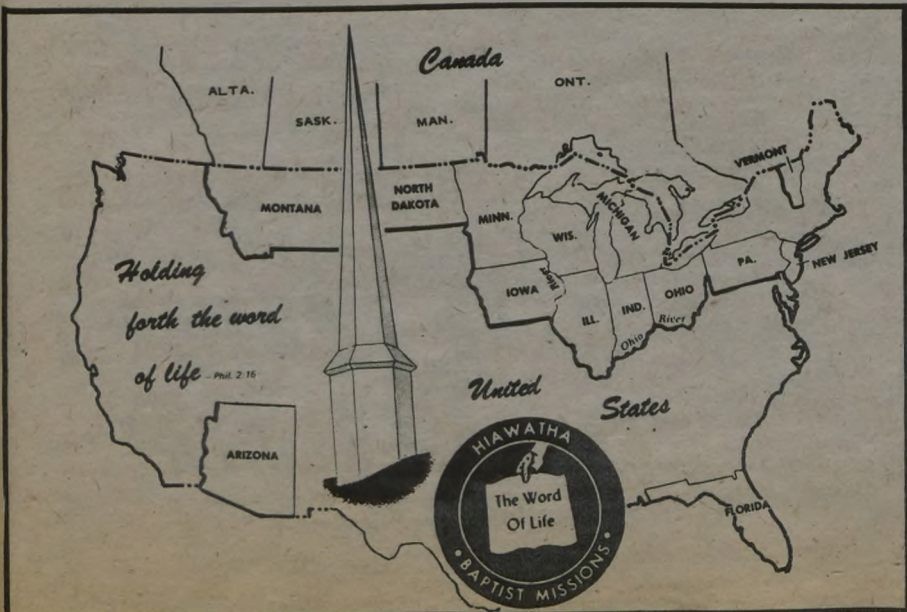 Canada
ALTA.
SASK.
MAN.
ONT.
MONTANA
NORTH
DAKOTA
MINN.
WIS.
MICHIGAN
VERMONT
NEW JERSEY
PA.
IOWA
River
ILL.
IND.
OHIO
Ohio River
Holding
forth the word
of life – Phil. 2:16
ARIZONA
United
States
FLORIDA
HIAWATHA
The Word
Of Life
• BAPTIST MISSIONS •